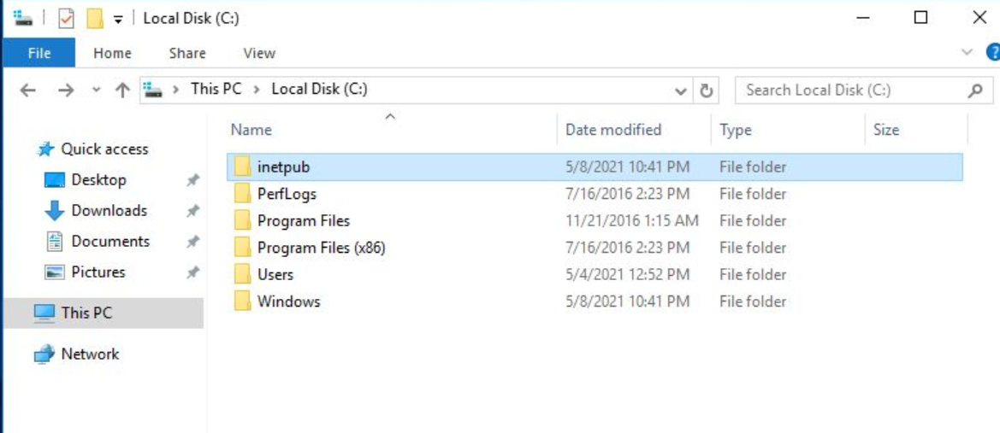 Local Disk (C:)
File Home Share View ?
This PC > Local Disk (C:) Search Local Disk (C:)
Name Date modified Type Size
Quick access
Desktop
Downloads
Documents
Pictures
This PC
Network
inetpub 5/8/2021 10:41 PM File folder
PerfLogs 7/16/2016 2:23 PM File folder
Program Files 11/21/2016 1:15 AM File folder
Program Files (x86) 7/16/2016 2:23 PM File folder
Users 5/4/2021 12:52 PM File folder
Windows 5/8/2021 10:41 PM File folder